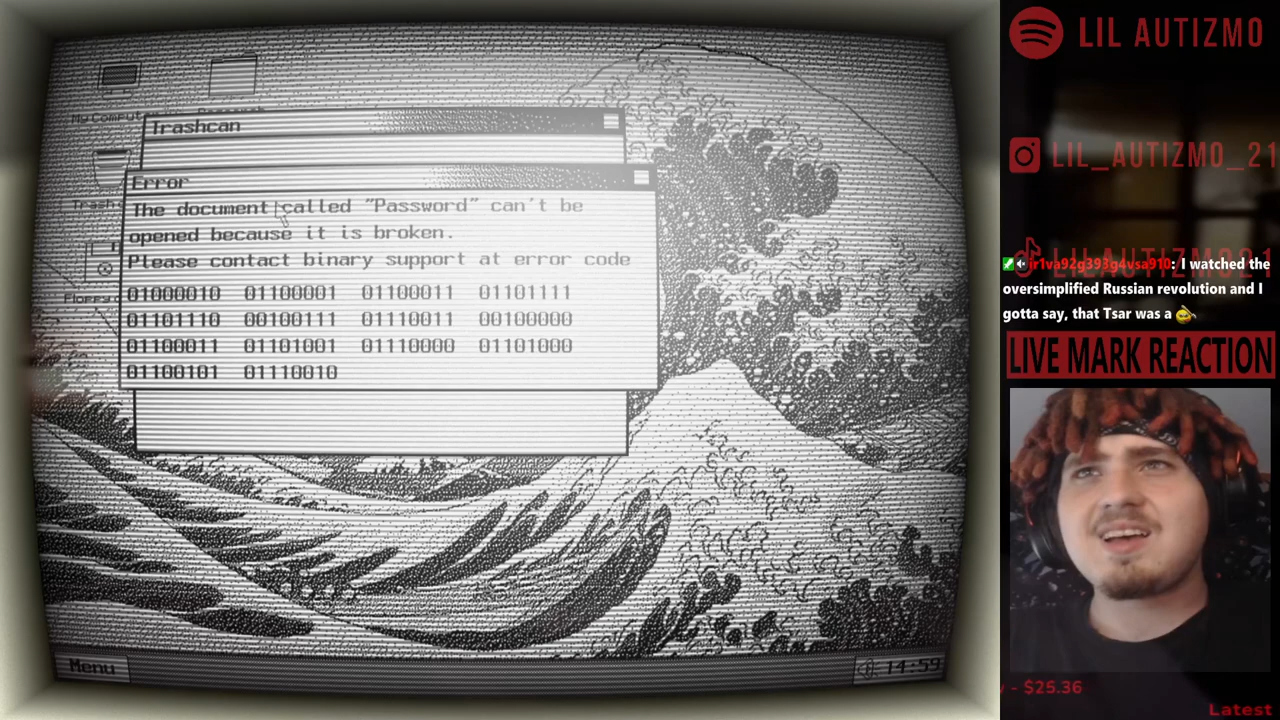 My Comput
Trashcan
Error
The document called "Password" can't be
opened because it is broken.
Please contact binary support at error code
01000010 01100001 01100011 01101111
01101110 00100111 01110011 00100000
01100011 01101001 01110000 01101000
01100101 01110010
Menu
14:59
LIL AUTIZMO
LIL_AUTIZMO_21
ir1va92g393g4vsa910: I watched the
oversimplified Russian revolution and I
gotta say, that Tsar was a
LIVE MARK REACTION
- $25.36
Latest